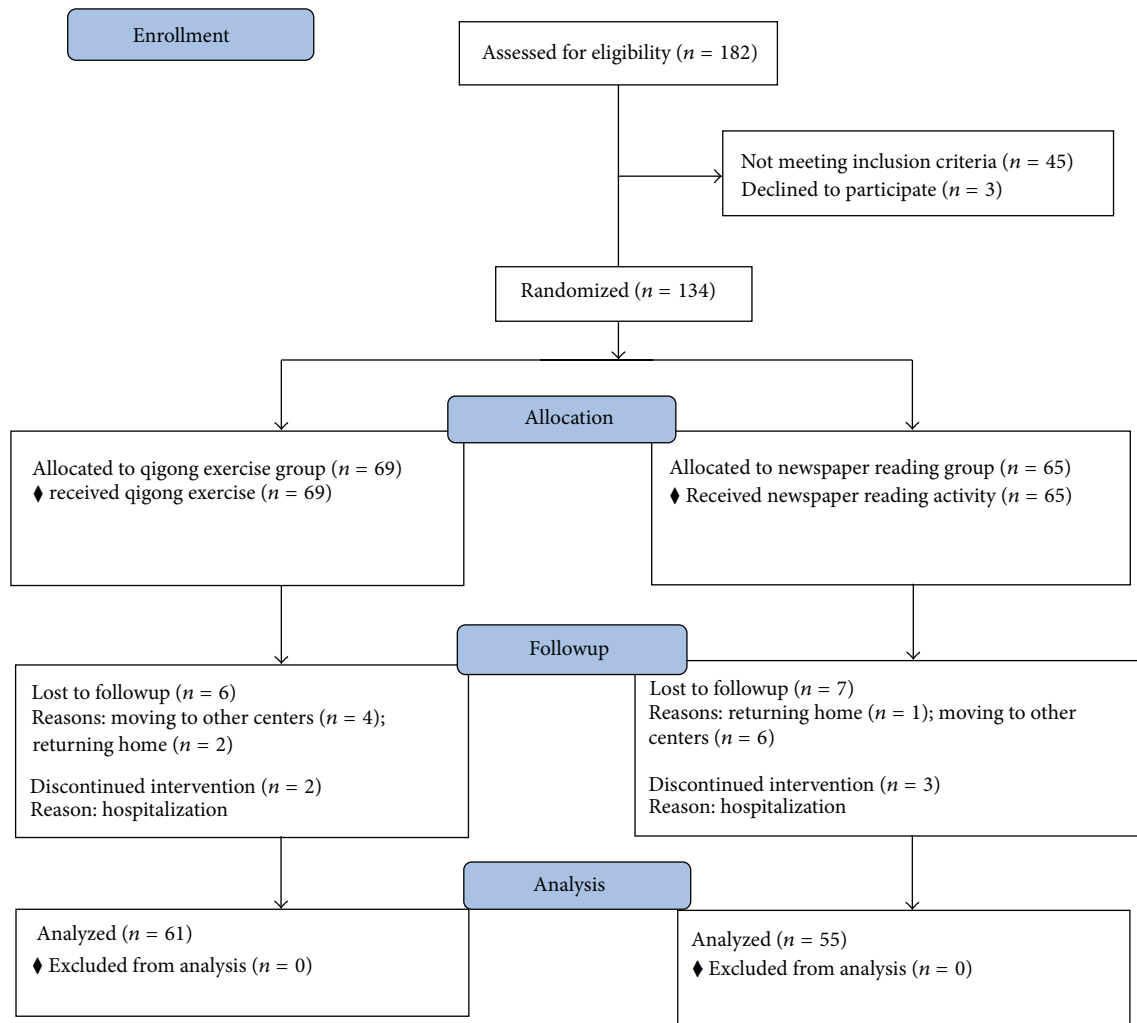 Enrollment
Assessed for eligibility (n = 182)
Not meeting inclusion criteria (n = 45)
Declined to participate (n = 3)
Randomized (n = 134)
Allocation
Allocated to qigong exercise group (n = 69)
♦ received qigong exercise (n = 69)
Allocated to newspaper reading group (n = 65)
♦ Received newspaper reading activity (n = 65)
Followup
Lost to followup (n = 6)
Reasons: moving to other centers (n = 4);
returning home (n = 2)
Discontinued intervention (n = 2)
Reason: hospitalization
Lost to followup (n = 7)
Reasons: returning home (n = 1); moving to other
centers (n = 6)
Discontinued intervention (n = 3)
Reason: hospitalization
Analysis
Analyzed (n = 61)
♦ Excluded from analysis (n = 0)
Analyzed (n = 55)
♦ Excluded from analysis (n = 0)